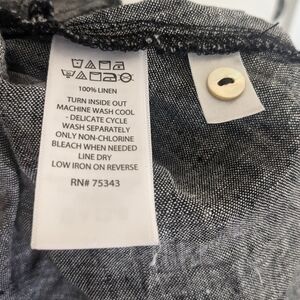 100% LINEN
TURN INSIDE OUT
MACHINE WASH COOL
- DELICATE CYCLE
WASH SEPARATELY
ONLY NON-CHLORINE
BLEACH WHEN NEEDED
LINE DRY
LOW IRON ON REVERSE
RN# 75343